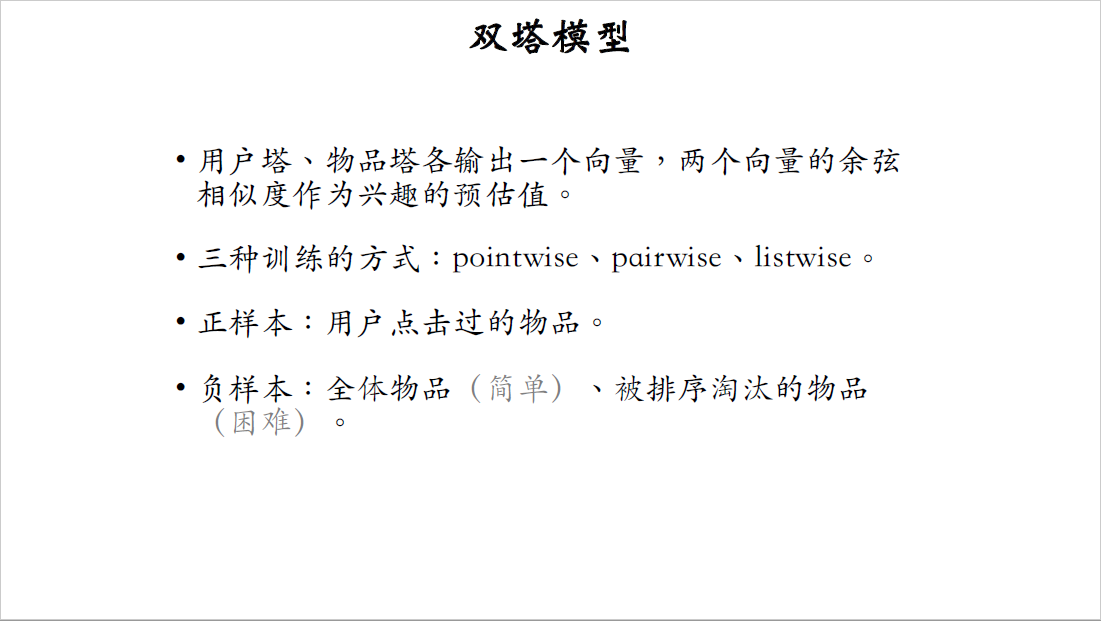 双塔模型
• 用户塔、物品塔各输出一个向量，两个向量的余弦
相似度作为兴趣的预估值。
• 三种训练的方式：pointwise、pairwise、listwise。
• 正样本：用户点击过的物品。
• 负样本：全体物品（简单）、被排序淘汰的物品
（困难）。